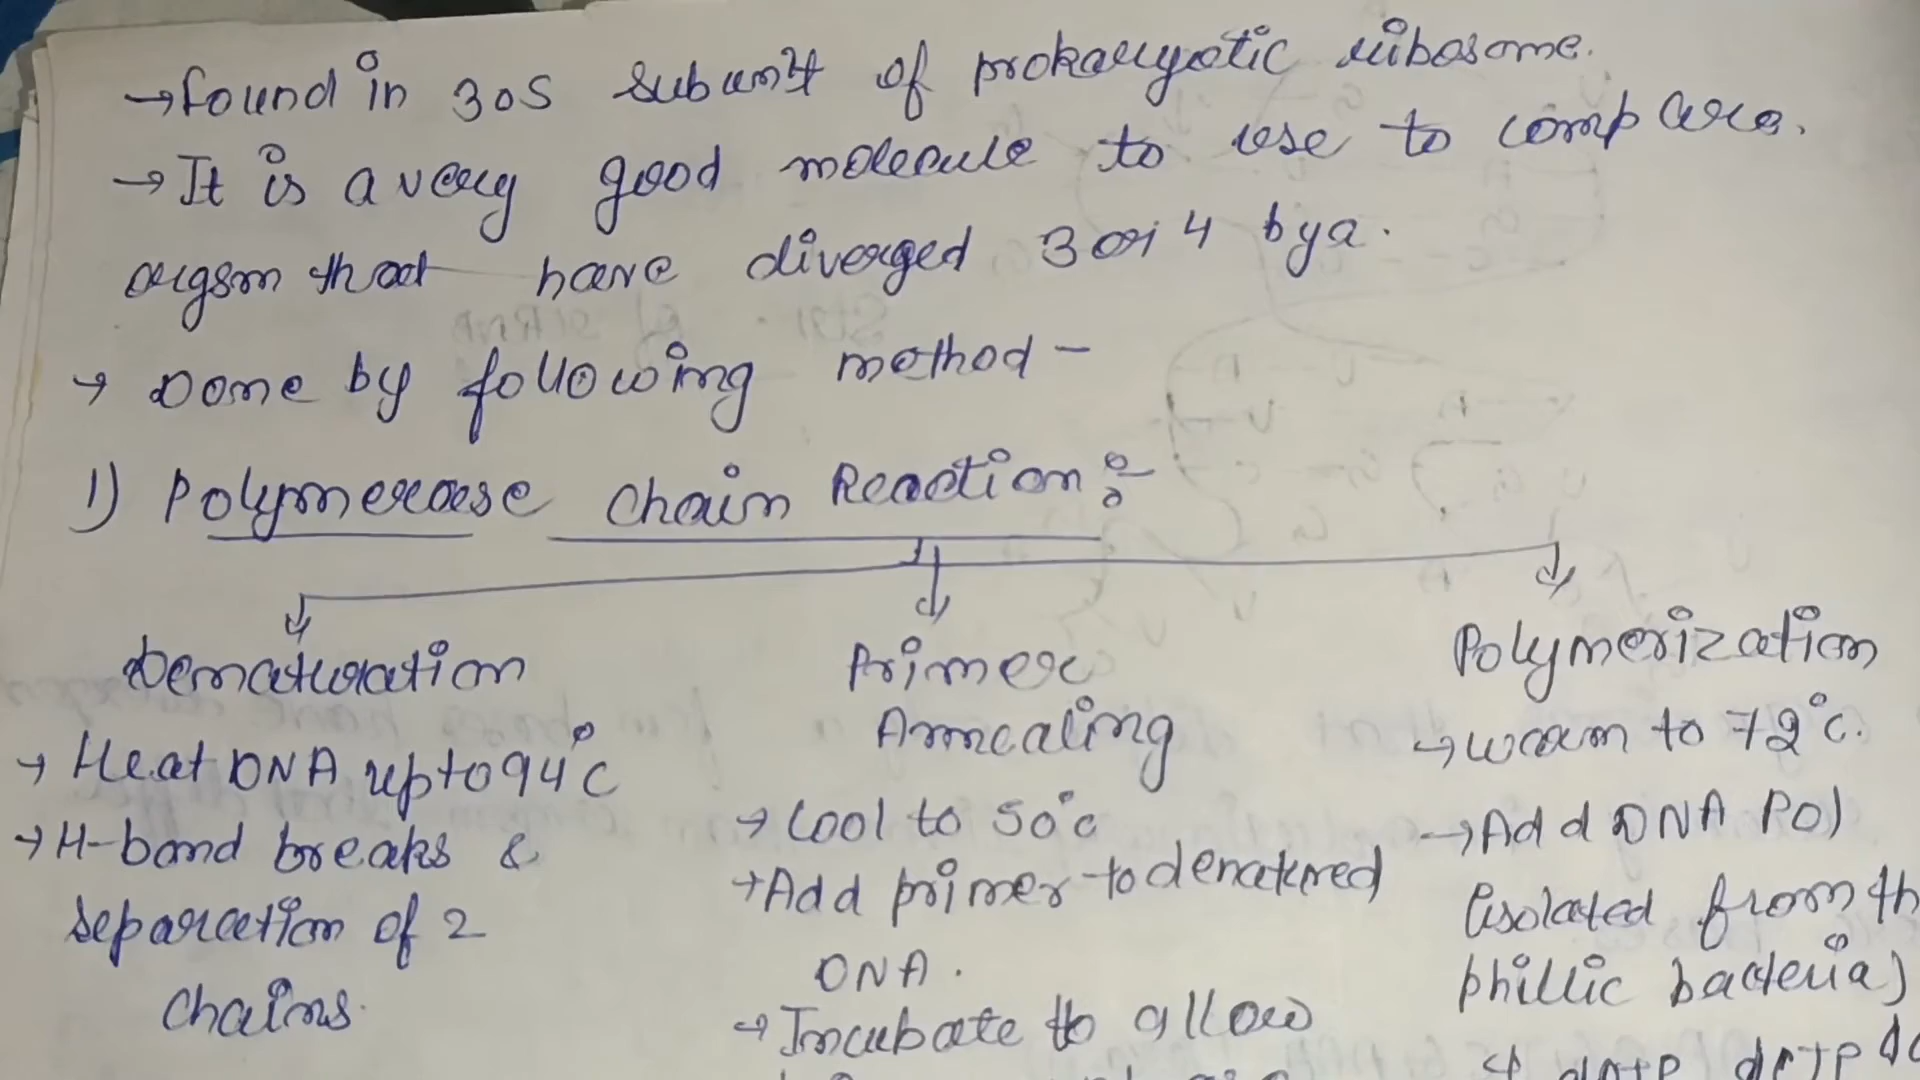 → found in 30S subunit of prokaryotic ribosome.
→ It is a very good molecule to use to compare.
orgsm that have diverged 3 or 4 bya.
→ Done by following method -
1) Polymerase chain Reaction :-
Denaturation
→ Heat DNA upto 94°C
→ H-bond breaks &
separation of 2
chains.
Primer
Annealing
→ Cool to 50°C
→ Add primer to denatured
DNA.
→ Incubate to allow
Polymerization
→ warm to 72°C.
→ Add DNA Pol
(isolated from th
phillic bacteria)